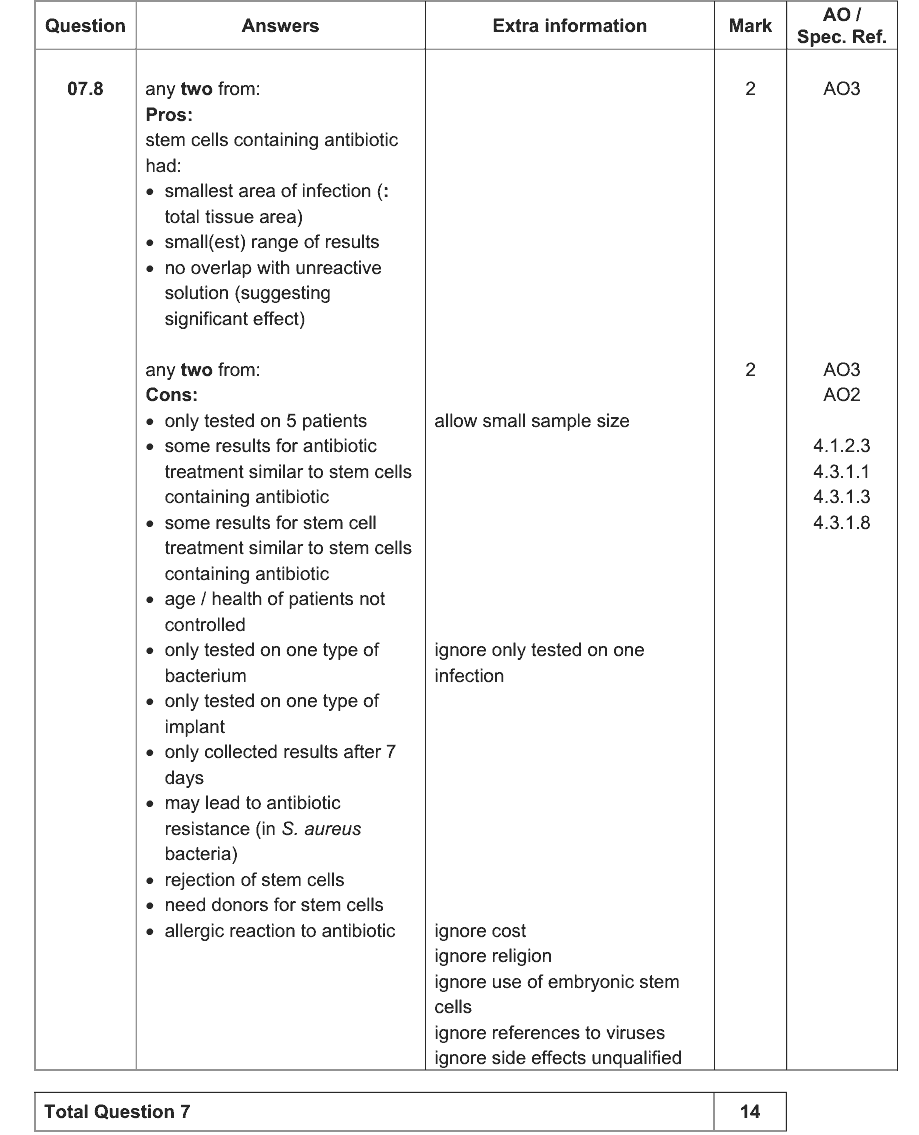 Question Answers Extra information Mark AO /
Spec. Ref.
07.8 any two from: 2 AO3
Pros:
stem cells containing antibiotic
had:
• smallest area of infection (:
total tissue area)
• small(est) range of results
• no overlap with unreactive
solution (suggesting
significant effect)
any two from: 2 AO3
Cons: AO2
• only tested on 5 patients allow small sample size
• some results for antibiotic 4.1.2.3
treatment similar to stem cells 4.3.1.1
containing antibiotic 4.3.1.3
• some results for stem cell 4.3.1.8
treatment similar to stem cells
containing antibiotic
• age / health of patients not
controlled
• only tested on one type of ignore only tested on one
bacterium infection
• only tested on one type of
implant
• only collected results after 7
days
• may lead to antibiotic
resistance (in S. aureus
bacteria)
• rejection of stem cells
• need donors for stem cells
• allergic reaction to antibiotic ignore cost
ignore religion
ignore use of embryonic stem
cells
ignore references to viruses
ignore side effects unqualified
Total Question 7 14